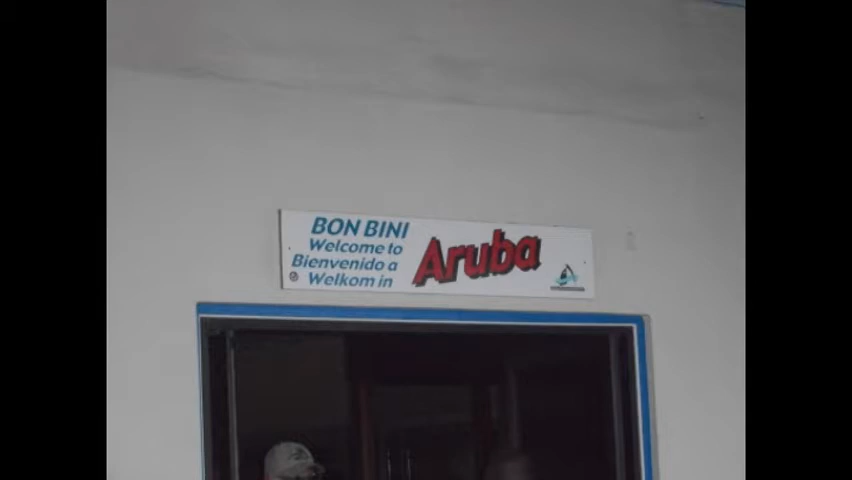 BON BINI
Welcome to
Bienvenido a
Welkom in
Aruba